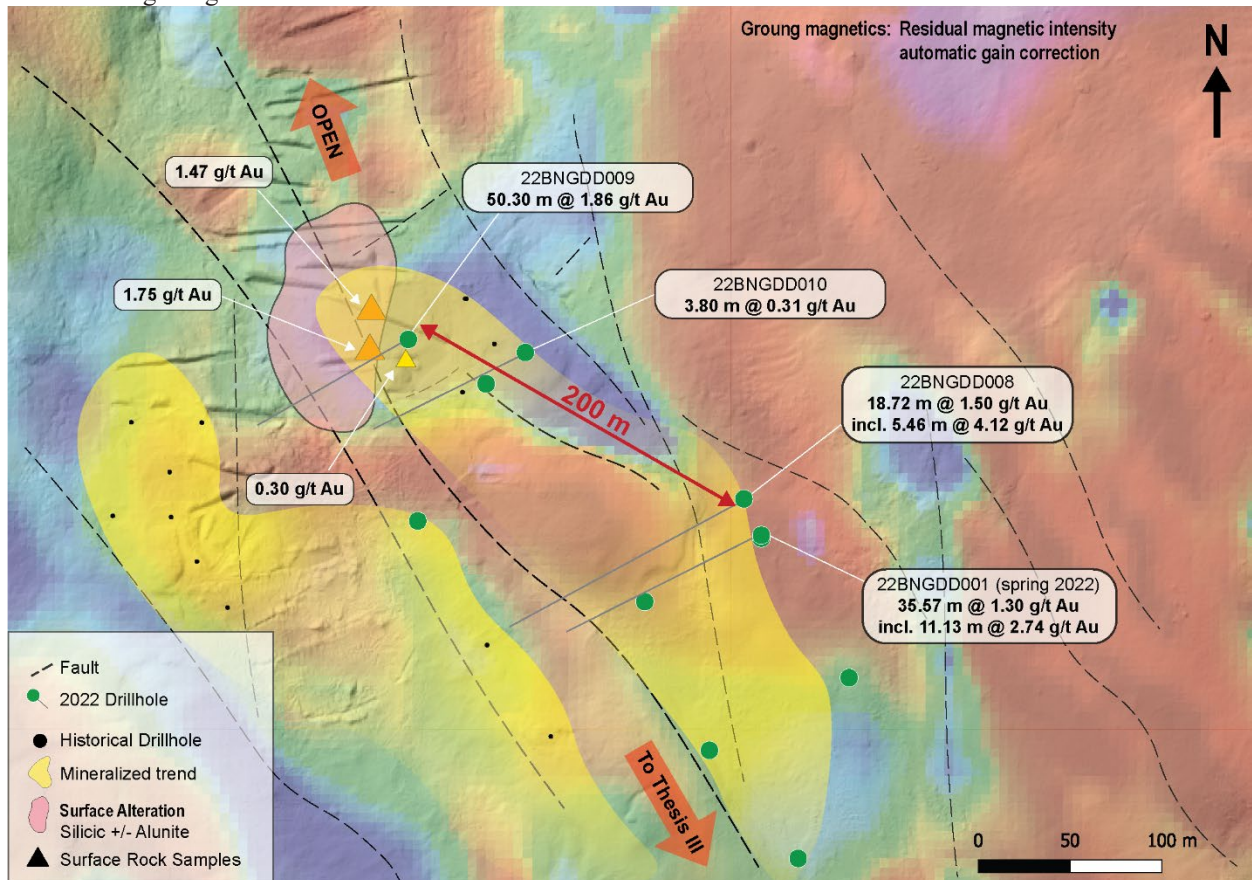 Groung magnetics: Residual magnetic intensity
automatic gain correction
N
OPEN
1.47 g/t Au
22BNGDD009
50.30 m @ 1.86 g/t Au
1.75 g/t Au
22BNGDD010
3.80 m @ 0.31 g/t Au
200 m
22BNGDD008
18.72 m @ 1.50 g/t Au
incl. 5.46 m @ 4.12 g/t Au
0.30 g/t Au
22BNGDD001 (spring 2022)
35.57 m @ 1.30 g/t Au
incl. 11.13 m @ 2.74 g/t Au
Fault
2022 Drillhole
Historical Drillhole
Mineralized trend
Surface Alteration
Silicic +/- Alunite
Surface Rock Samples
To Thesis III
0 50 100 m